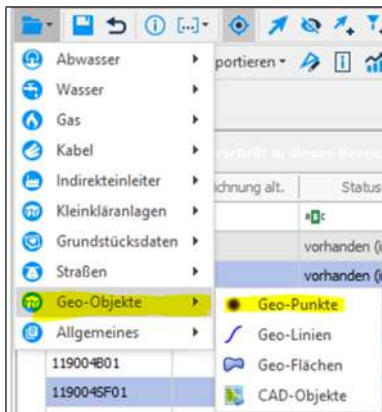 Abwasser
Wasser
Gas
Kabel
Indirekteinleiter
Kleinkläranlagen
Grundstücksdaten
Straßen
Geo-Objekte
Allgemeines
portieren
chnung alt.
Status
vorhanden (i
vorhanden (i
Geo-Punkte
Geo-Linien
Geo-Flächen
CAD-Objekte
119004B01
119004SF01